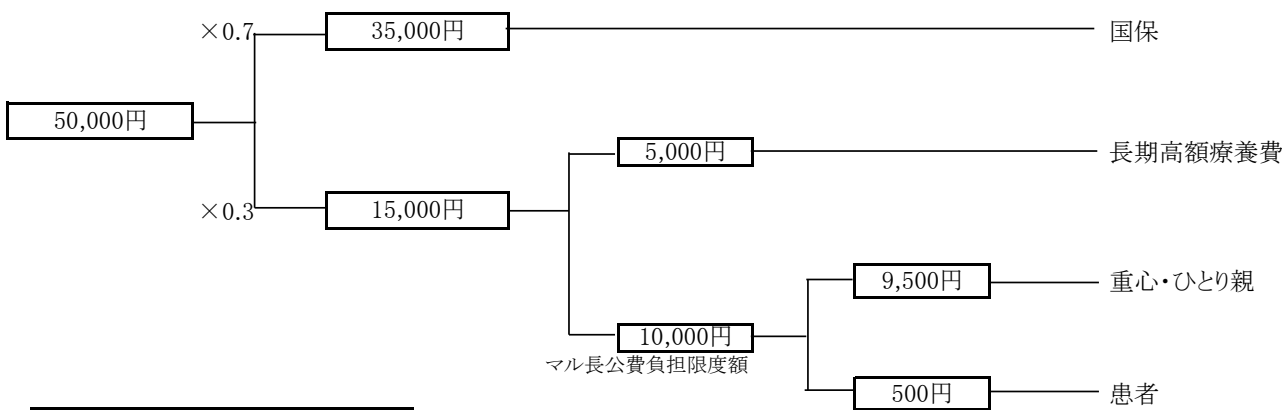 ×0.7
35,000円
国保
50,000円
5,000円
長期高額療養費
×0.3
15,000円
9,500円
重心・ひとり親
10,000円
マル長公費負担限度額
500円
患者